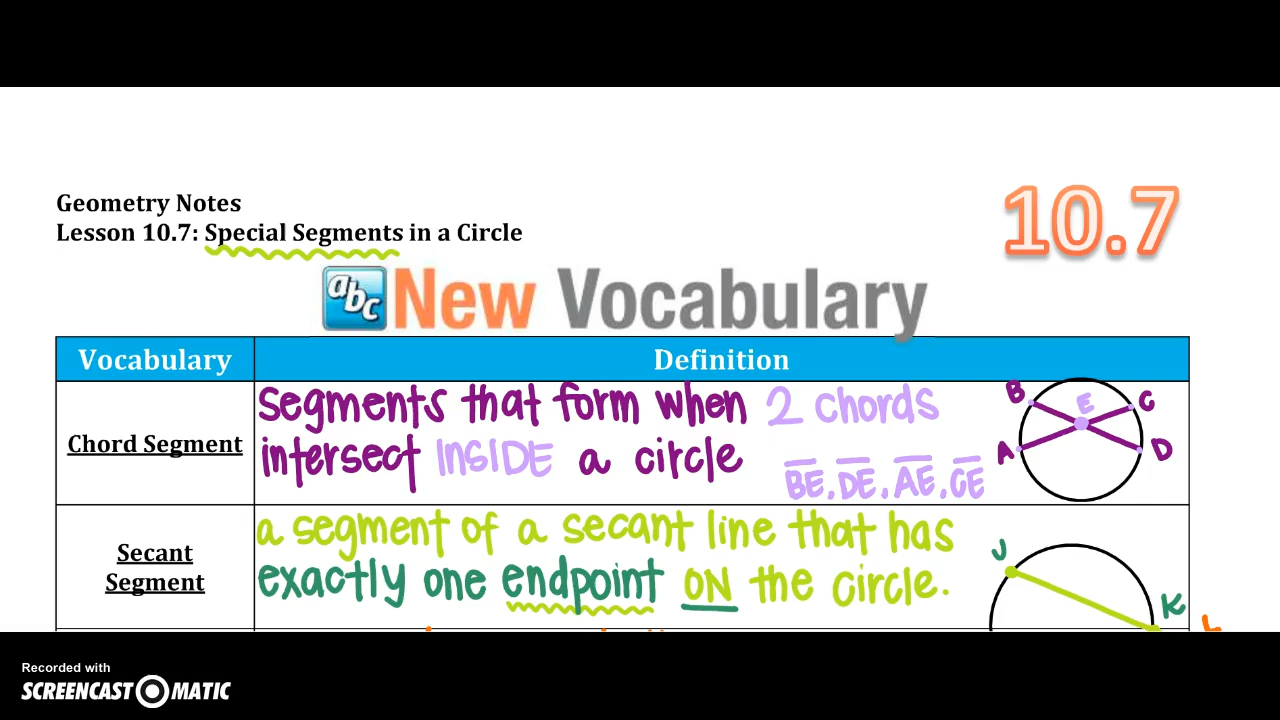 Geometry Notes
Lesson 10.7: Special Segments in a Circle
10.7
abc New Vocabulary
Vocabulary Definition
Chord Segment
segments that form when 2 chords
intersect INSIDE a circle
BE, DE, AE, CE
B
E
C
A
D
Secant
Segment
a segment of a secant line that has
exactly one endpoint ON the circle.
J
K
Recorded with
SCREENCAST O MATIC